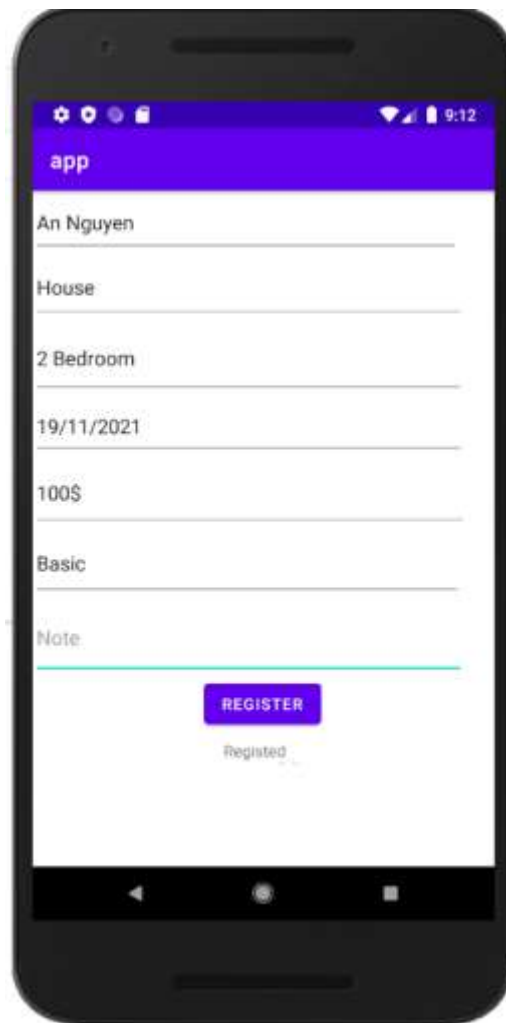 9:12
app
An Nguyen
House
2 Bedroom
19/11/2021
100$
Basic
Note
REGISTER
Registed